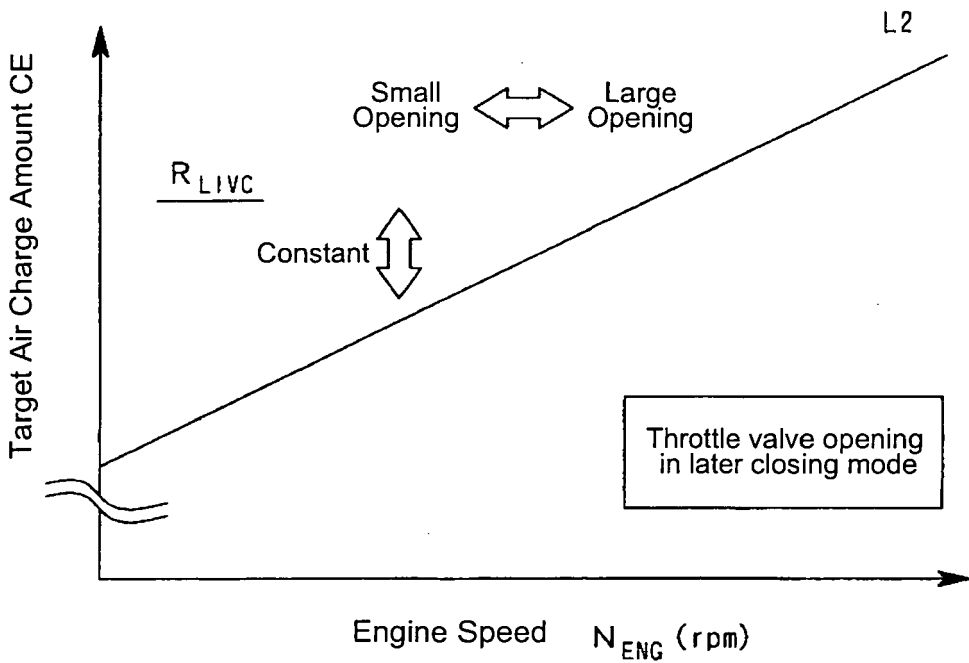 L2
Target Air Charge Amount CE
Small
Opening
Large
Opening
R LIVC
Constant
Throttle valve opening
in later closing mode
Engine Speed N ENG (rpm)